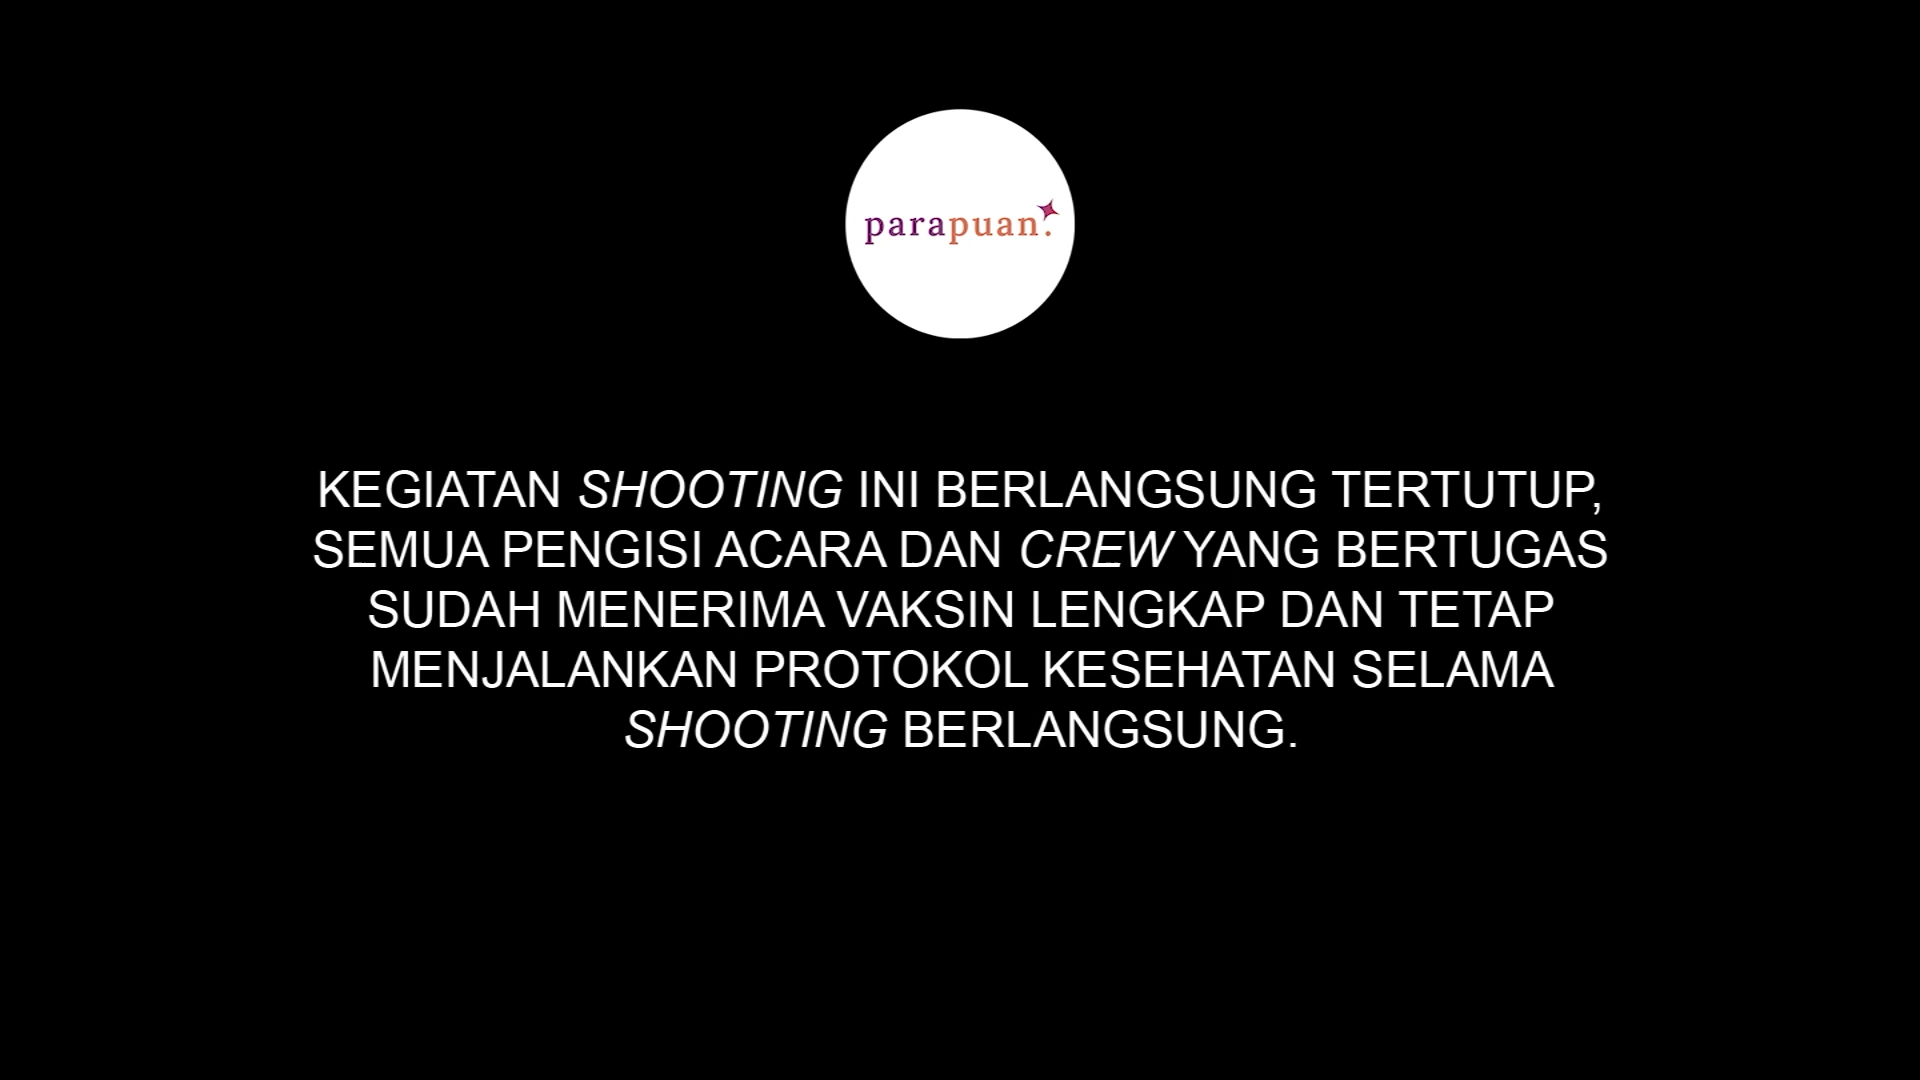 parapuan.
KEGIATAN SHOOTING INI BERLANGSUNG TERTUTUP,
SEMUA PENGISI ACARA DAN CREW YANG BERTUGAS
SUDAH MENERIMA VAKSIN LENGKAP DAN TETAP
MENJALANKAN PROTOKOL KESEHATAN SELAMA
SHOOTING BERLANGSUNG.